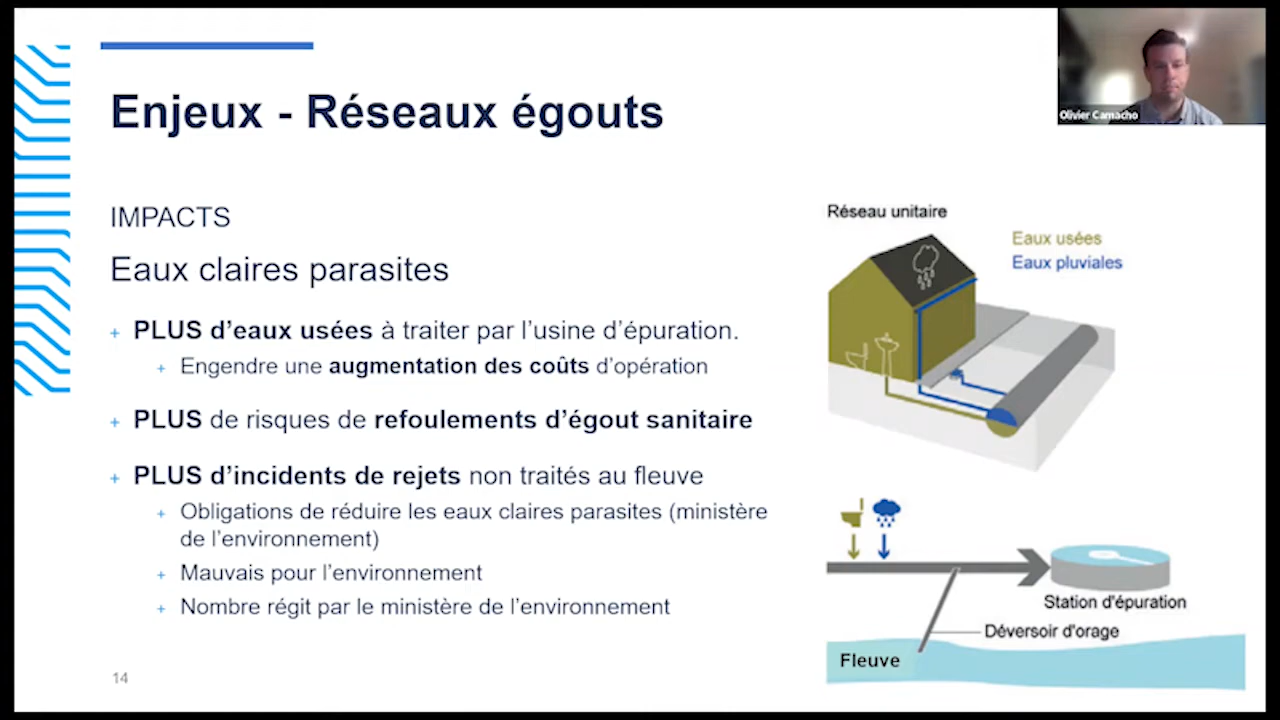 Enjeux - Réseaux égouts
Olivier Camacho
IMPACTS
Eaux claires parasites
+ PLUS d'eaux usées à traiter par l'usine d'épuration.
+ Engendre une augmentation des coûts d'opération
+ PLUS de risques de refoulements d'égout sanitaire
+ PLUS d'incidents de rejets non traités au fleuve
+ Obligations de réduire les eaux claires parasites (ministère
de l'environnement)
+ Mauvais pour l'environnement
+ Nombre régit par le ministère de l'environnement
14
Réseau unitaire
Eaux usées
Eaux pluviales
Station d'épuration
Déversoir d'orage
Fleuve